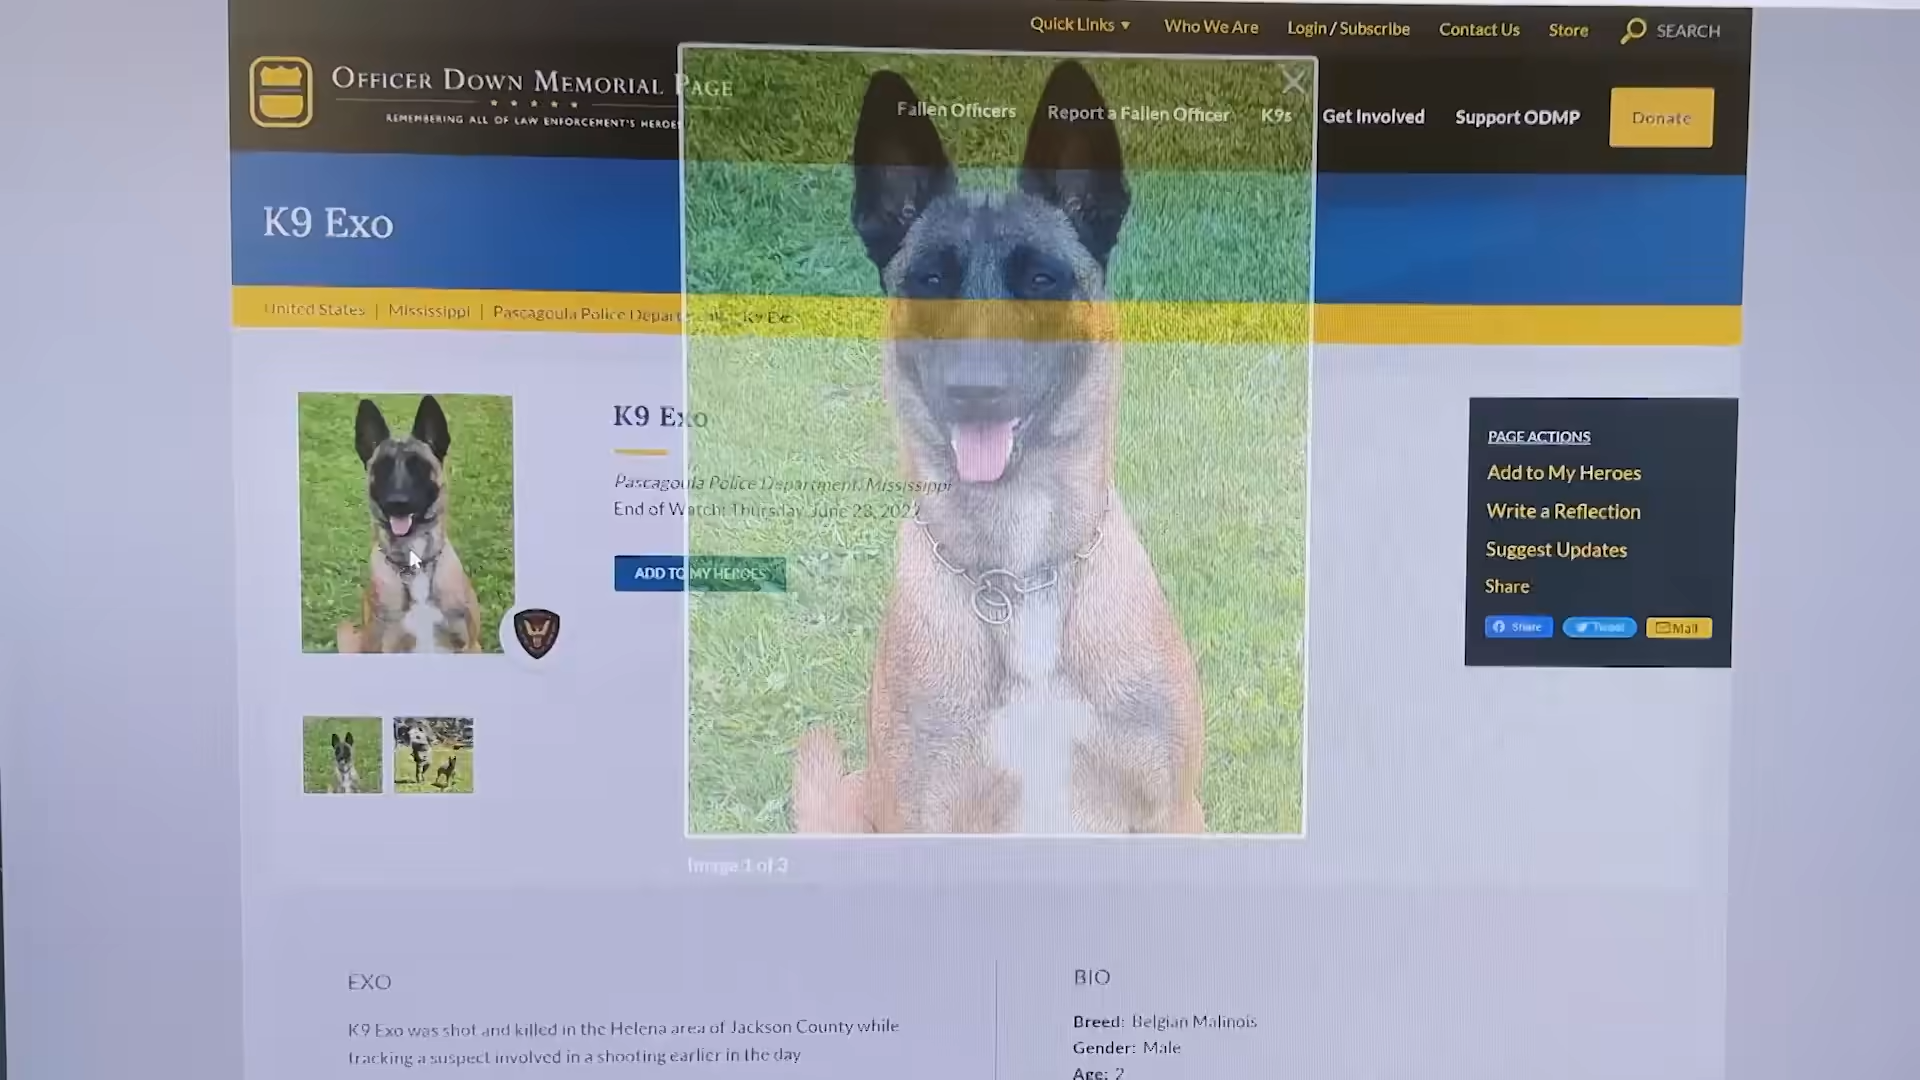 Quick Links
Who We Are
Login / Subscribe
Contact Us
Store
SEARCH
OFFICER DOWN MEMORIAL PAGE
REMEMBERING ALL OF LAW ENFORCEMENT'S HEROES
Fallen Officers
Report a Fallen Officer
K9s
Get Involved
Support ODMP
Donate
K9 Exo
United States | Mississippi | Pascagoula Police Department K9 Exo
K9 Exo
Pascagoula Police Department, Mississippi
End of Watch: Thursday, June
ADD TO MY HEROES
PAGE ACTIONS
Add to My Heroes
Write a Reflection
Suggest Updates
Share
Share
Tweet
Mail
Image 1 of 3
EXO
K9 Exo was shot and killed in the Helena area of Jackson County while
tracking a suspect involved in a shooting earlier in the day
BIO
Breed: Belgian Malinois
Gender: Male
Age: 2